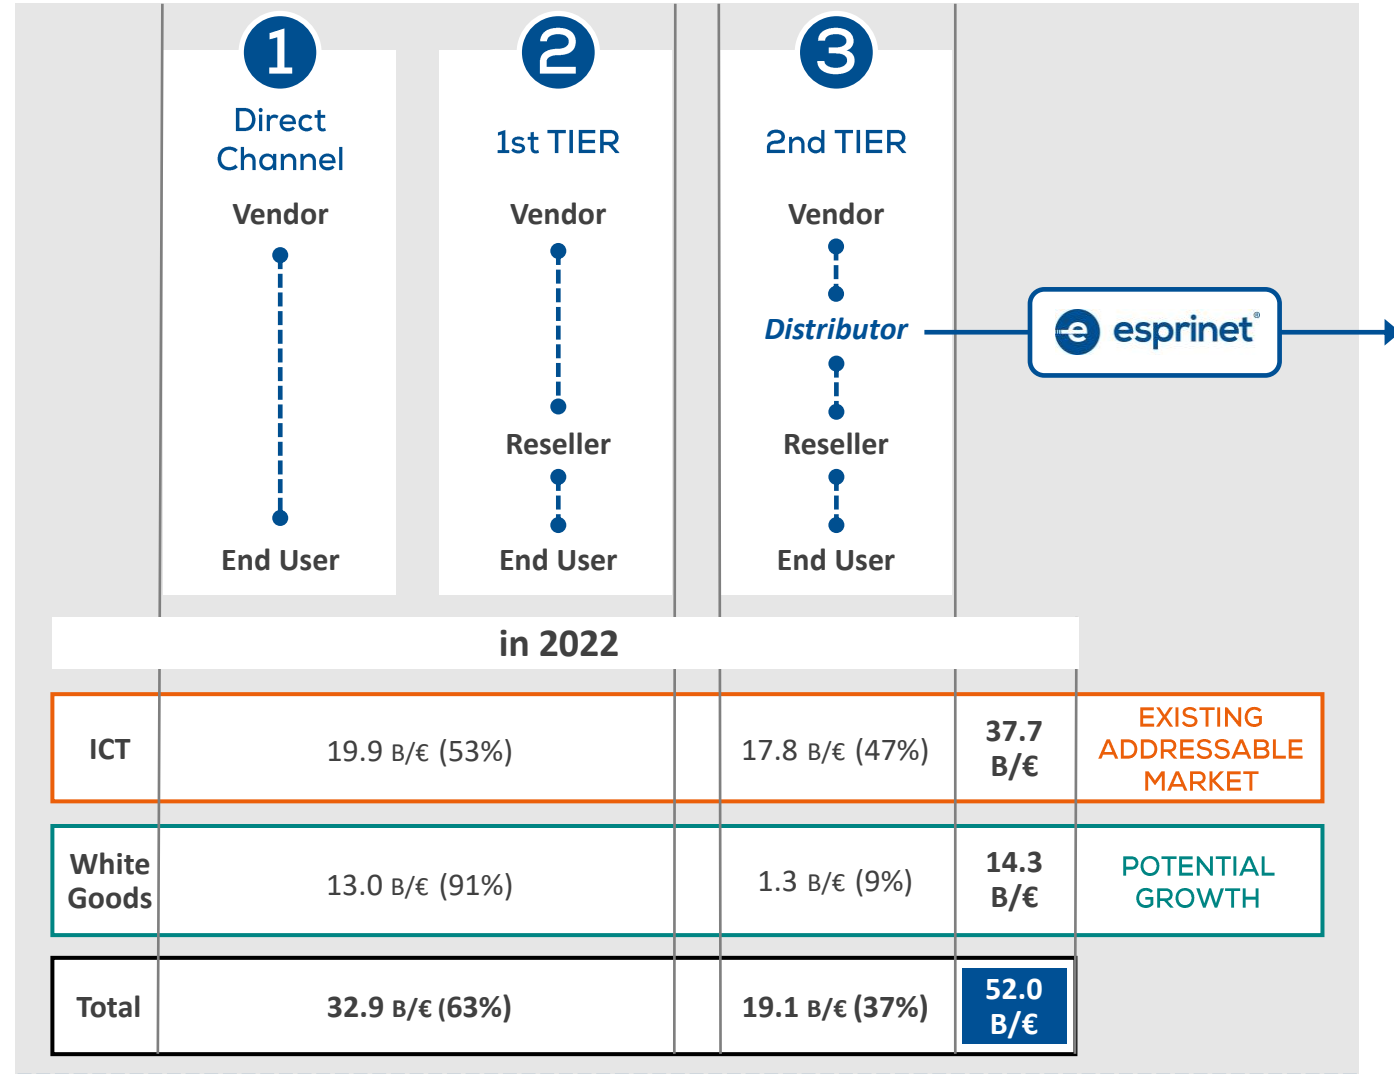 1
Direct
Channel
Vendor
End User
2
1st TIER
Vendor
Reseller
End User
3
2nd TIER
Vendor
Distributor
Reseller
End User
e esprinet®
in 2022
ICT
19.9 B/€ (53%)
17.8 B/€ (47%)
37.7
B/€
EXISTING
ADDRESSABLE
MARKET
White
Goods
13.0 B/€ (91%)
1.3 B/€ (9%)
14.3
B/€
POTENTIAL
GROWTH
Total
32.9 B/€ (63%)
19.1 B/€ (37%)
52.0
B/€